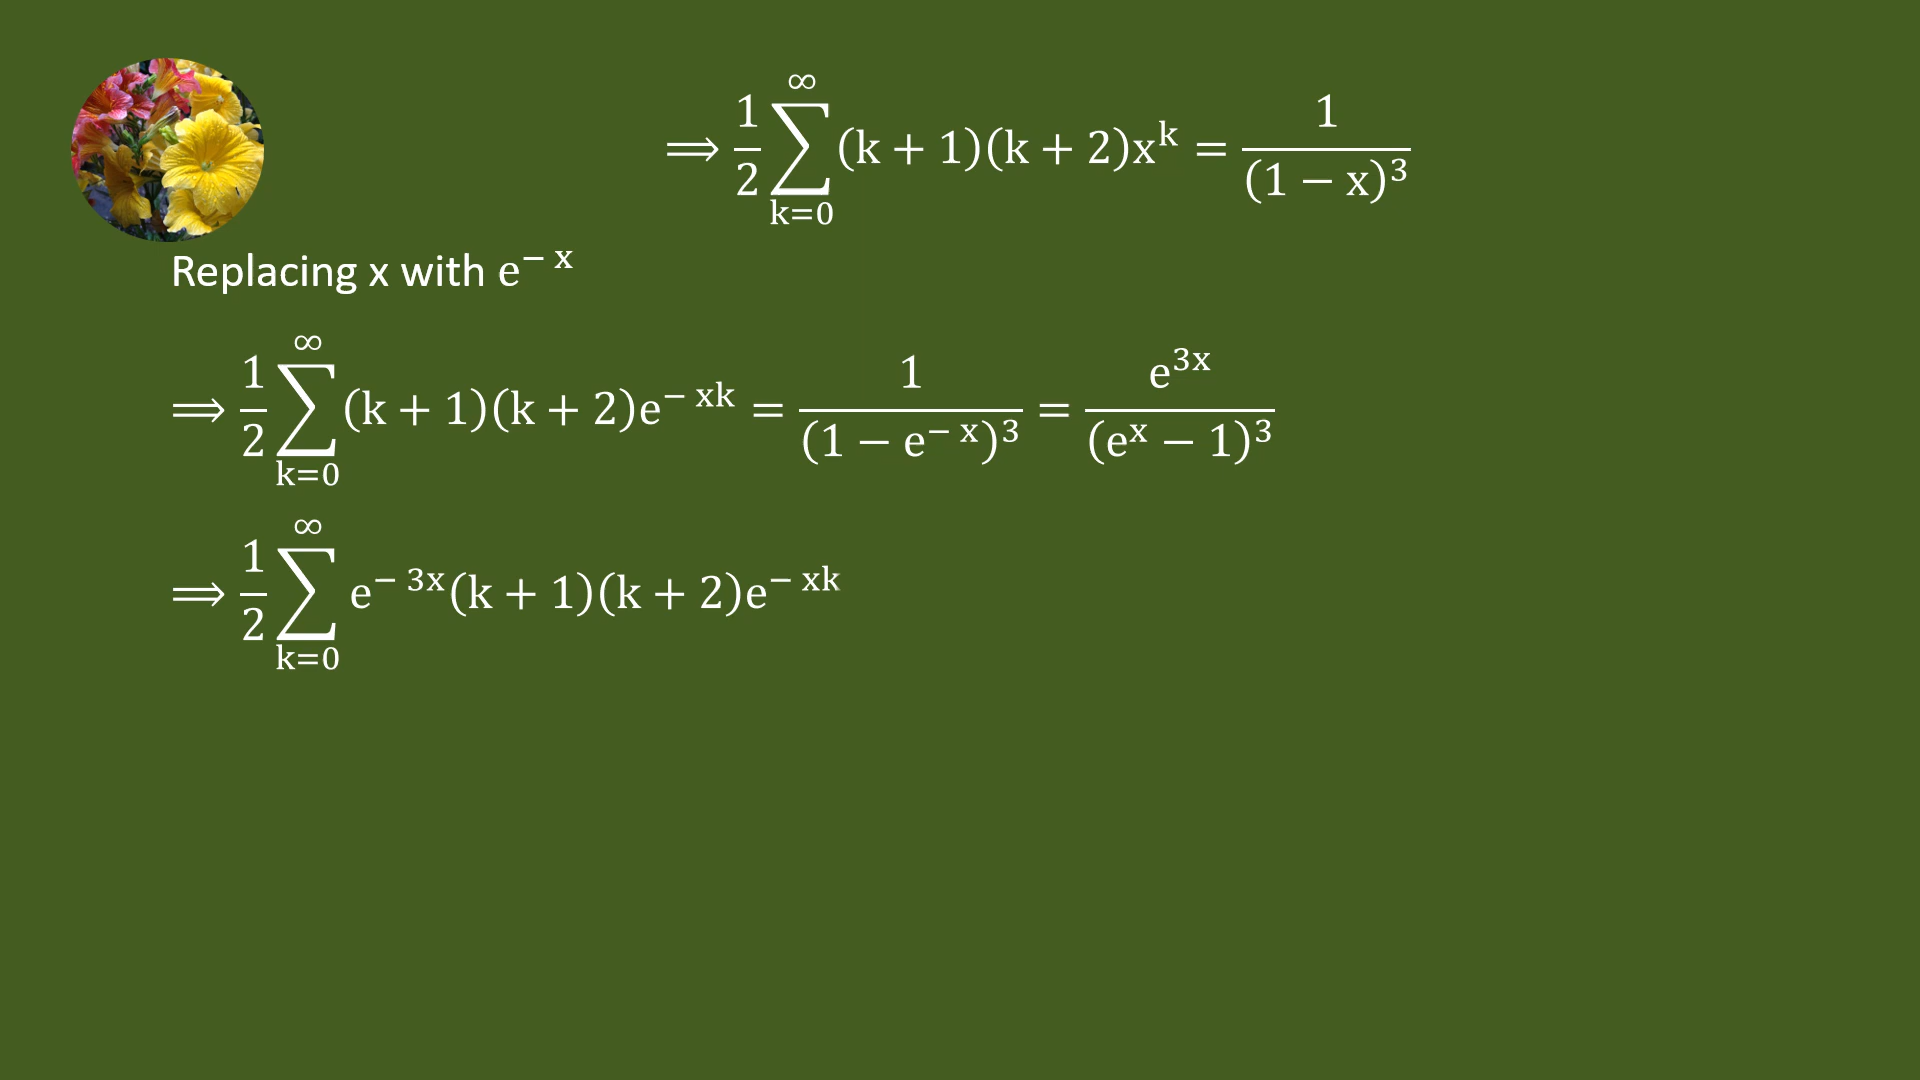 ⟹ 1/2 ∑_{k=0}^{∞} (k + 1)(k + 2)x^k = 1/(1 − x)^3
Replacing x with e^{− x}
⟹ 1/2 ∑_{k=0}^{∞} (k + 1)(k + 2)e^{− xk} = 1/(1 − e^{− x})^3 = e^{3x}/(e^x − 1)^3
⟹ 1/2 ∑_{k=0}^{∞} e^{− 3x}(k + 1)(k + 2)e^{− xk}